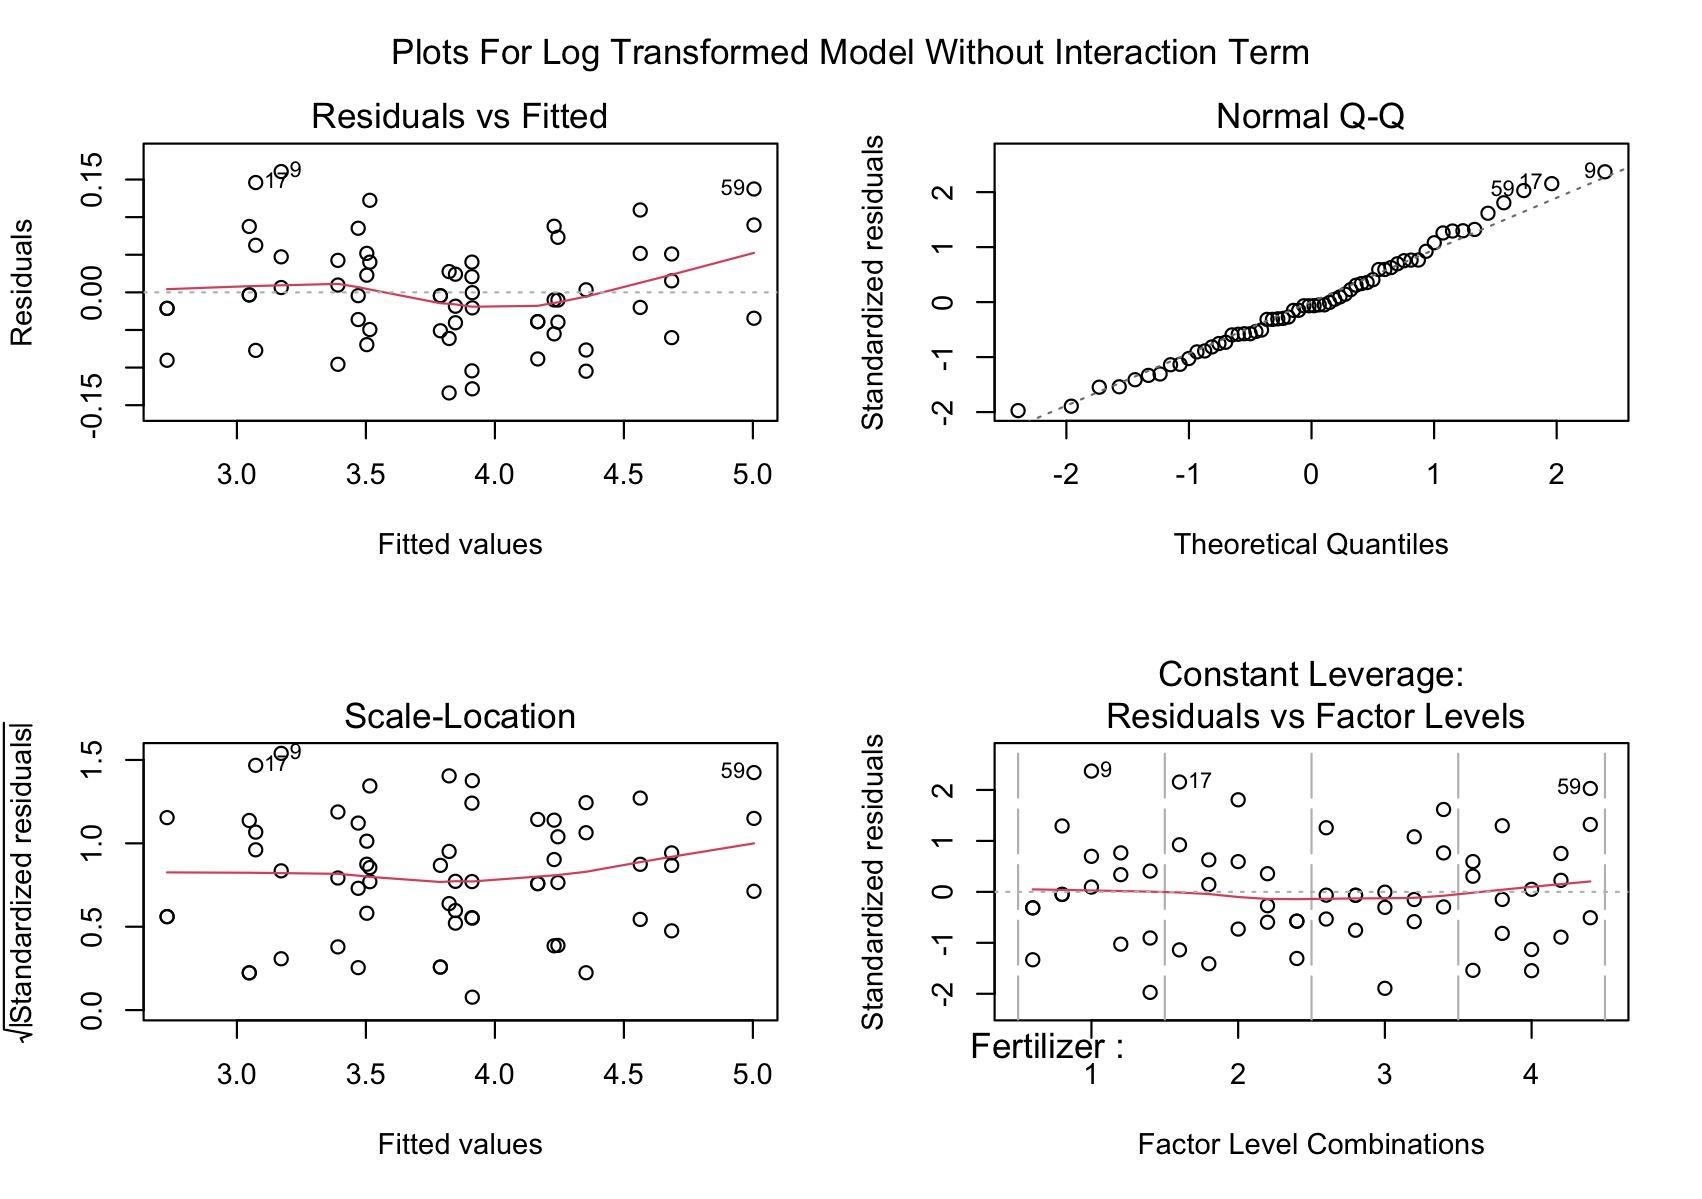 Plots For Log Transformed Model Without Interaction Term
Residuals vs Fitted
Residuals
0.15
0.00
-0.15
9
17
59
3.0 3.5 4.0 4.5 5.0
Fitted values
Normal Q-Q
Standardized residuals
2
1
0
-1
-2
59 17 9
-2 -1 0 1 2
Theoretical Quantiles
Scale-Location
√|Standardized residuals|
1.5
1.0
0.5
0.0
9
17
59
3.0 3.5 4.0 4.5 5.0
Fitted values
Constant Leverage:
Residuals vs Factor Levels
Standardized residuals
2
1
0
-1
-2
9
17
59
Fertilizer :
1 2 3 4
Factor Level Combinations